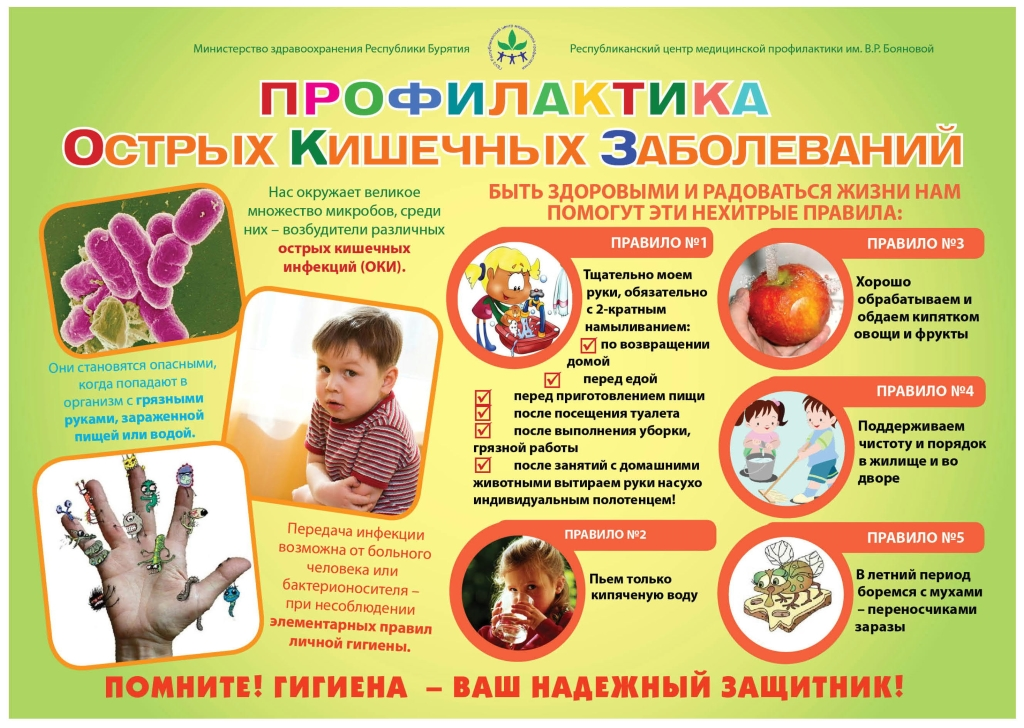 Министерство здравоохранения Республики Бурятия
Республиканский центр медицинской профилактики им. В.Р. Бояновой
ПРОФИЛАКТИКА
ОСТРЫХ КИШЕЧНЫХ ЗАБОЛЕВАНИЙ
Нас окружает великое
множество микробов, среди
них – возбудители различных
острых кишечных
инфекций (ОКИ).
Они становятся опасными,
когда попадают в
организм с грязными
руками, зараженной
пищей или водой.
Передача инфекции
возможна от больного
человека или
бактерионосителя –
при несоблюдении
элементарных правил
личной гигиены.
БЫТЬ ЗДОРОВЫМИ И РАДОВАТЬСЯ ЖИЗНИ НАМ
ПОМОГУТ ЭТИ НЕХИТРЫЕ ПРАВИЛА:
ПРАВИЛО №1
Тщательно моем
руки, обязательно
с 2-кратным
намыливанием:
по возвращении
домой
перед едой
перед приготовлением пищи
после посещения туалета
после выполнения уборки,
грязной работы
после занятий с домашними
животными вытираем руки насухо
индивидуальным полотенцем!
ПРАВИЛО №2
Пьем только
кипяченую воду
ПРАВИЛО №3
Хорошо
обрабатываем и
обдаем кипятком
овощи и фрукты
ПРАВИЛО №4
Поддерживаем
чистоту и порядок
в жилище и во
дворе
ПРАВИЛО №5
В летний период
боремся с мухами
– переносчиками
заразы
ПОМНИТЕ! ГИГИЕНА – ВАШ НАДЕЖНЫЙ ЗАЩИТНИК!